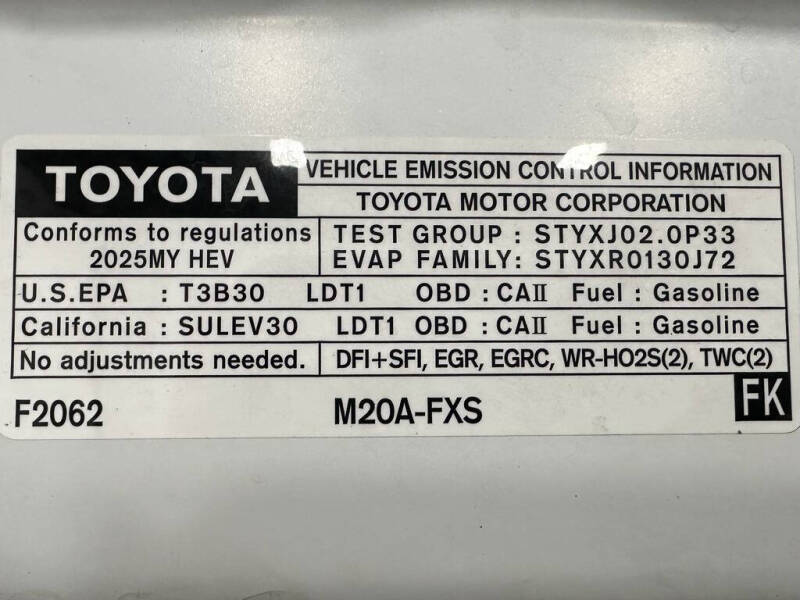 TOYOTA
VEHICLE EMISSION CONTROL INFORMATION
TOYOTA MOTOR CORPORATION
Conforms to regulations
2025MY HEV
TEST GROUP : STYXJ02.0P33
EVAP FAMILY: STYXR0130J72
U.S.EPA : T3B30 LDT1 OBD : CAII Fuel : Gasoline
California : SULEV30 LDT1 OBD : CAII Fuel : Gasoline
No adjustments needed.
DFI+SFI, EGR, EGRC, WR-HO2S(2), TWC(2)
F2062
M20A-FXS
FK